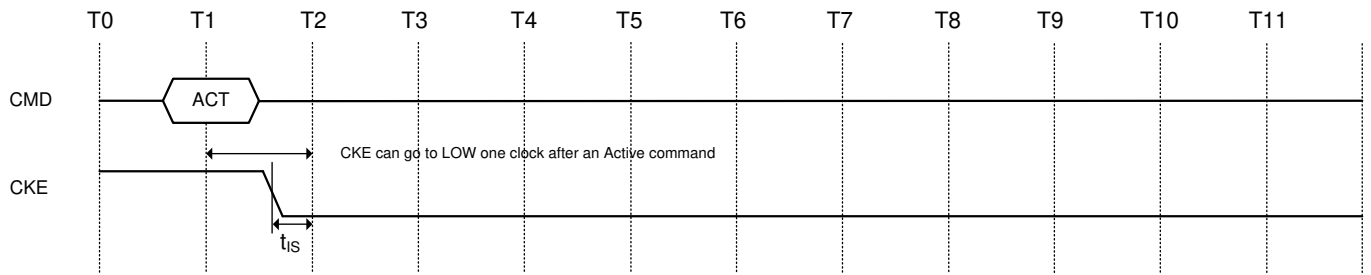 T0 T1 T2 T3 T4 T5 T6 T7 T8 T9 T10 T11
CMD ACT
CKE can go to LOW one clock after an Active command
CKE
tIS